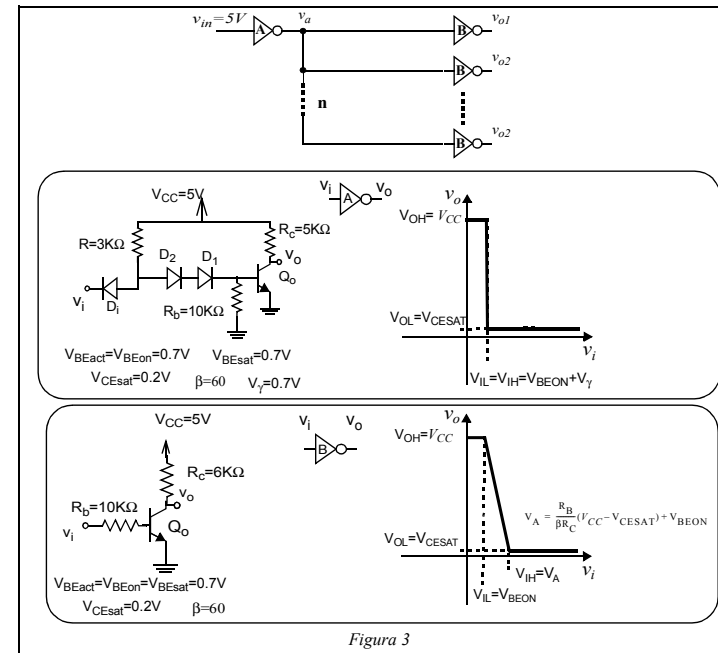 v_in=5V A v_a B v_o1
B v_o2
n
B v_o2
V_CC=5V v_i A v_o v_o
R=3KΩ R_c=5KΩ V_OH= V_CC
D_2 D_1 v_o
v_i D_i Q_o
R_b=10KΩ V_OL=V_CESAT
v_i
V_BEact=V_BEon=0.7V V_BEsat=0.7V
V_CEsat=0.2V β=60 V_γ=0.7V
V_IL=V_IH=V_BEON+V_γ
V_CC=5V v_i B v_o v_o
V_OH=V_CC
R_c=6KΩ
R_b=10KΩ v_o
v_i Q_o
V_A = R_B/βR_C (V_CC – V_CESAT) + V_BEON
V_OL=V_CESAT
V_BEact=V_BEon=V_BEsat=0.7V V_IH=V_A v_i
V_CEsat=0.2V β=60 V_IL=V_BEON
Figura 3